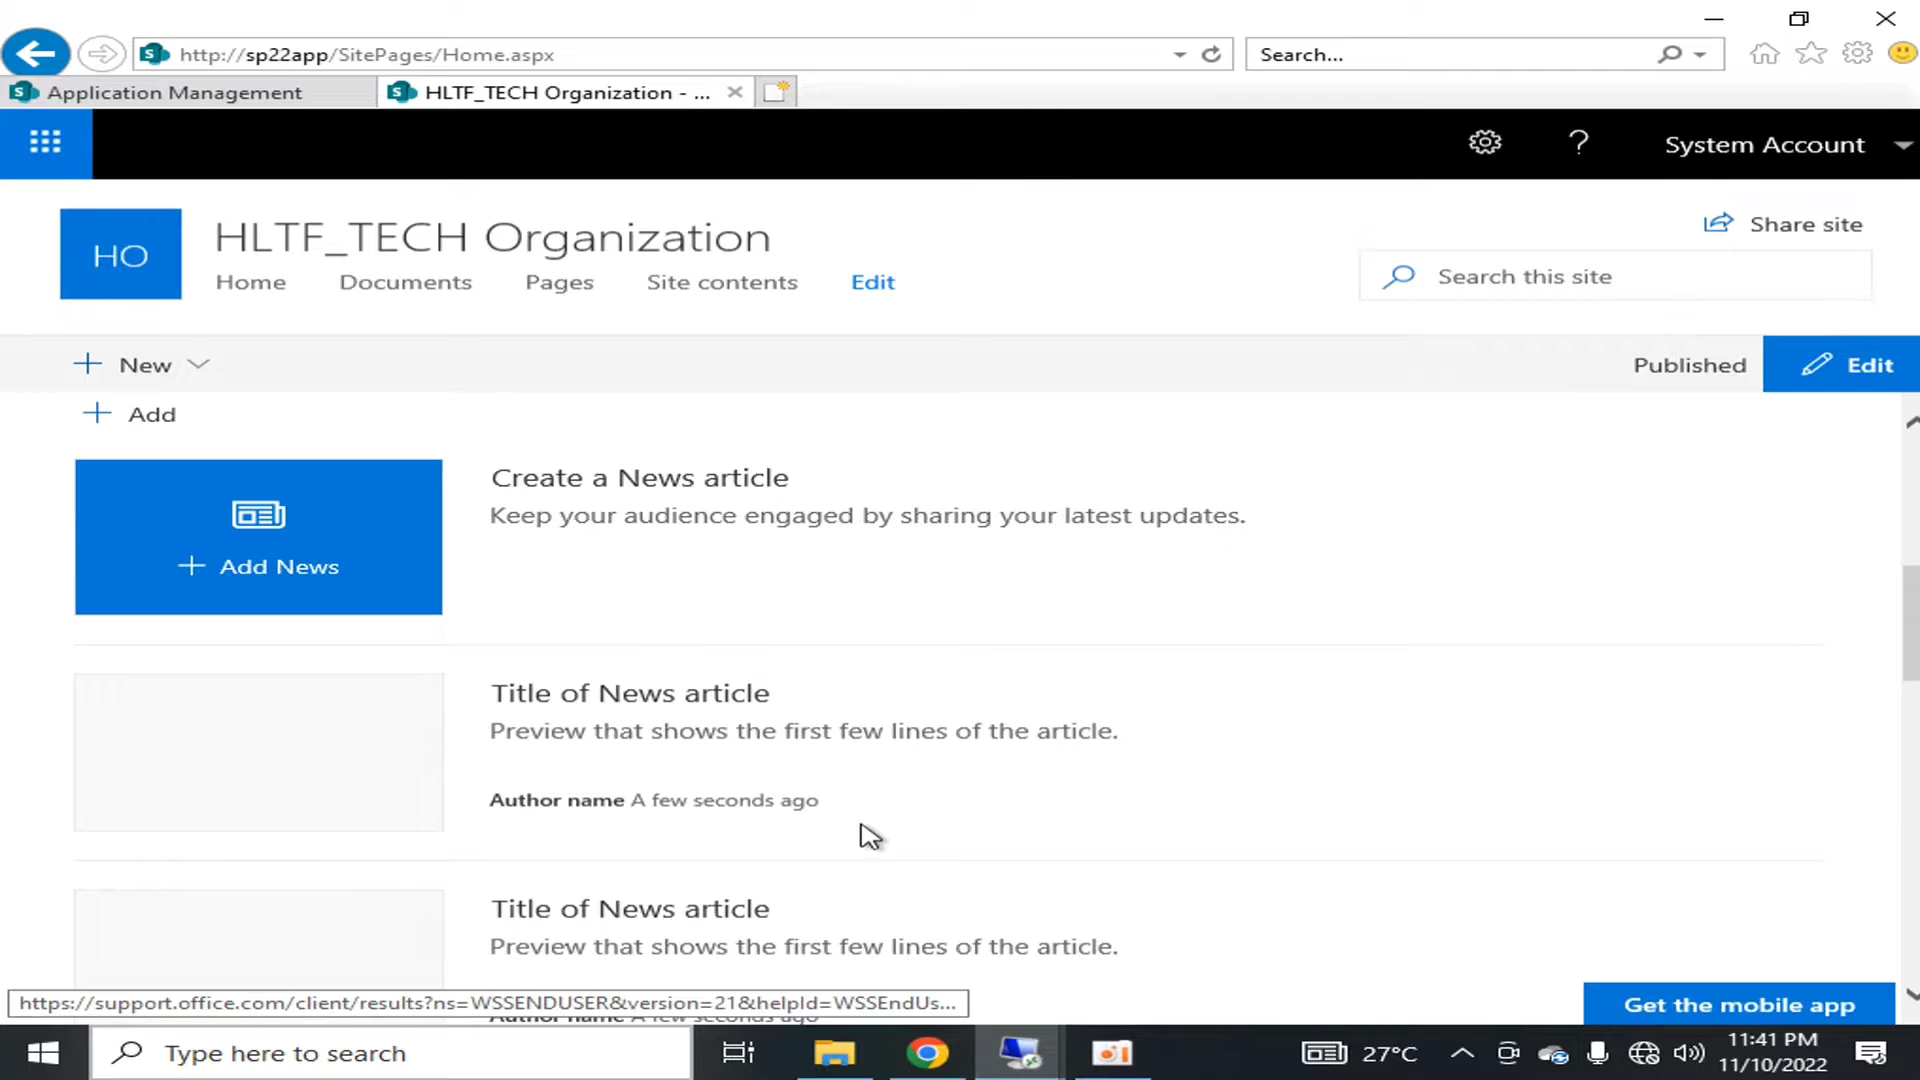 http://sp22app/SitePages/Home.aspx
Search...
Application Management
HLTF_TECH Organization - ...
System Account
HO
HLTF_TECH Organization
Share site
Home Documents Pages Site contents Edit
Search this site
New
Published
Edit
Add
Create a News article
Keep your audience engaged by sharing your latest updates.
Add News
Title of News article
Preview that shows the first few lines of the article.
Author name A few seconds ago
Title of News article
Preview that shows the first few lines of the article.
https://support.office.com/client/results?ns=WSSENDUSER&version=21&helpId=WSSEndUs...
Author name A few seconds ago
Get the mobile app
Type here to search
27°C
11:41 PM
11/10/2022